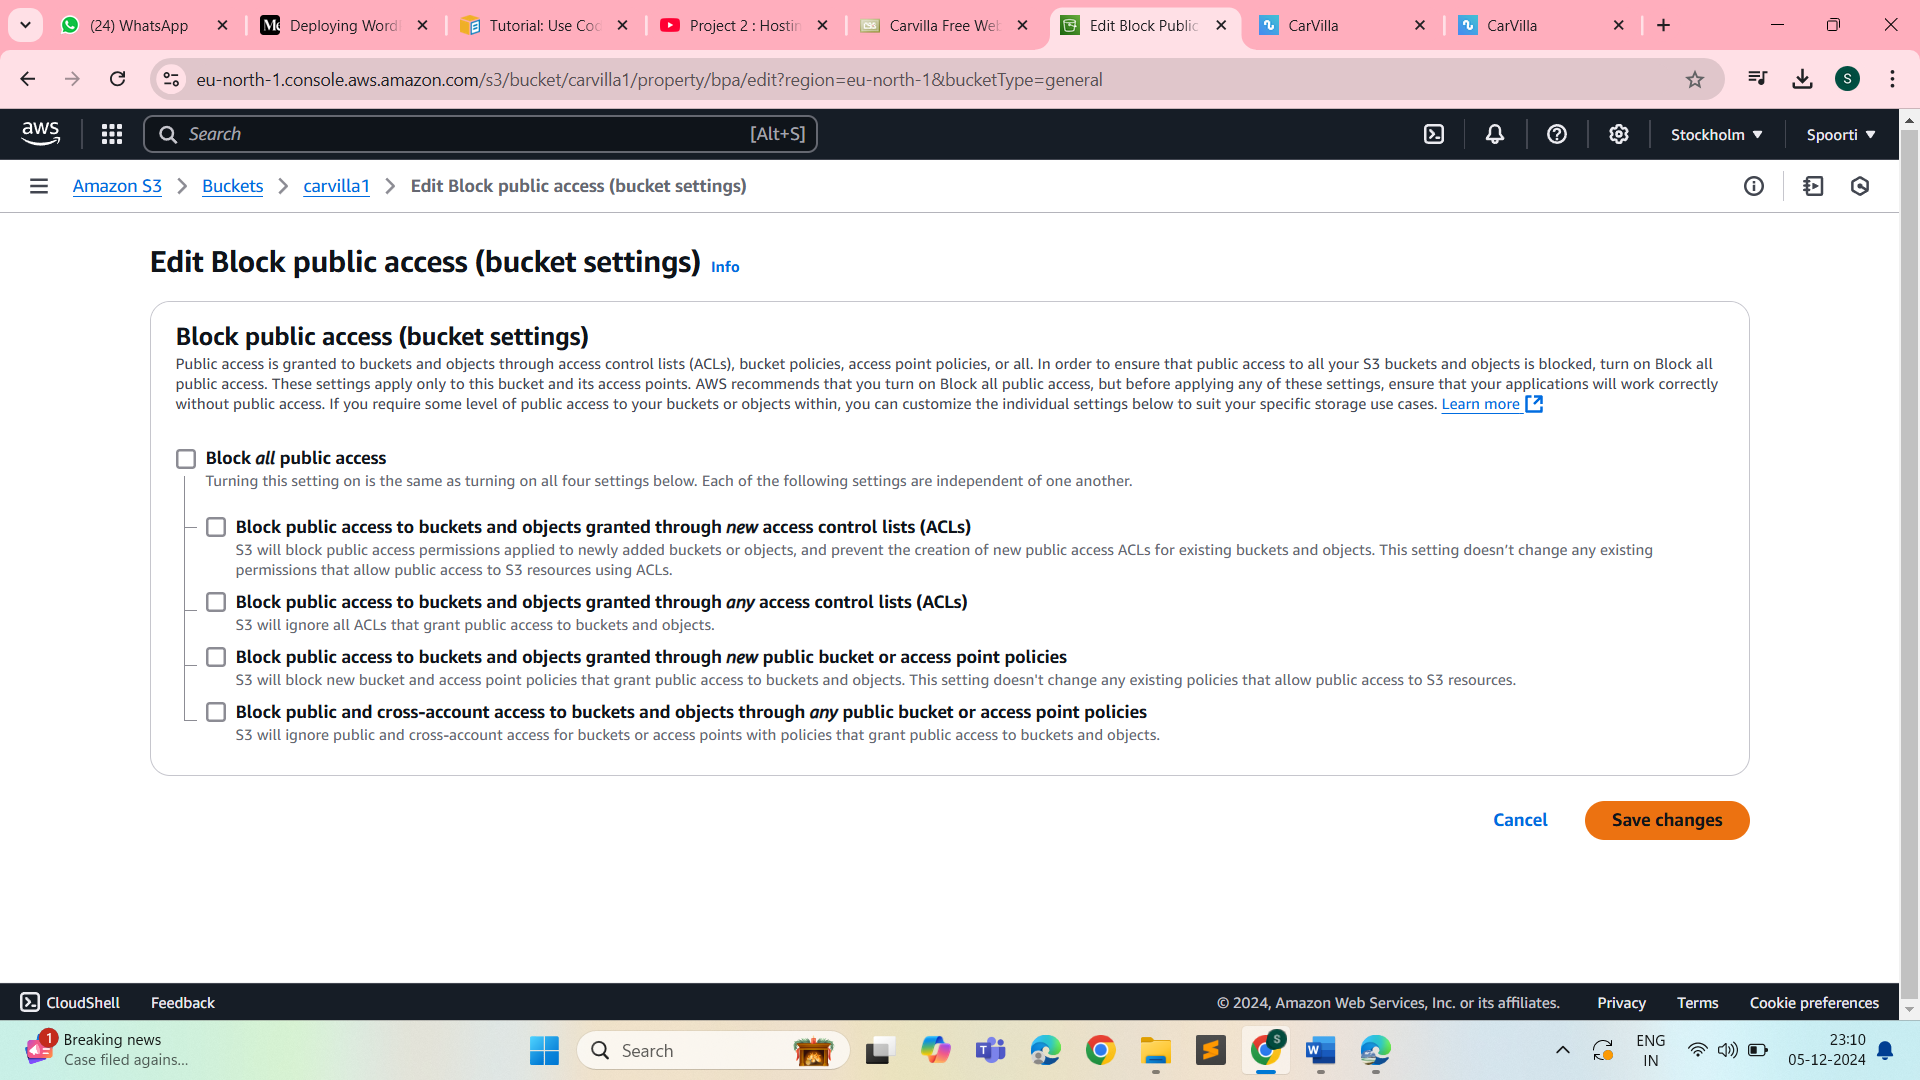 (24) WhatsApp
Deploying Word
Tutorial: Use Coc
Project 2 : Hostin
Carvilla Free Web
Edit Block Public
CarVilla
CarVilla
eu-north-1.console.aws.amazon.com/s3/bucket/carvilla1/property/bpa/edit?region=eu-north-1&bucketType=general
S
aws
Search
[Alt+S]
Stockholm
Spoorti
Amazon S3
Buckets
carvilla1
Edit Block public access (bucket settings)
Edit Block public access (bucket settings) Info
Block public access (bucket settings)
Public access is granted to buckets and objects through access control lists (ACLs), bucket policies, access point policies, or all. In order to ensure that public access to all your S3 buckets and objects is blocked, turn on Block all
public access. These settings apply only to this bucket and its access points. AWS recommends that you turn on Block all public access, but before applying any of these settings, ensure that your applications will work correctly
without public access. If you require some level of public access to your buckets or objects within, you can customize the individual settings below to suit your specific storage use cases. Learn more
Block all public access
Turning this setting on is the same as turning on all four settings below. Each of the following settings are independent of one another.
Block public access to buckets and objects granted through new access control lists (ACLs)
S3 will block public access permissions applied to newly added buckets or objects, and prevent the creation of new public access ACLs for existing buckets and objects. This setting doesn’t change any existing
permissions that allow public access to S3 resources using ACLs.
Block public access to buckets and objects granted through any access control lists (ACLs)
S3 will ignore all ACLs that grant public access to buckets and objects.
Block public access to buckets and objects granted through new public bucket or access point policies
S3 will block new bucket and access point policies that grant public access to buckets and objects. This setting doesn't change any existing policies that allow public access to S3 resources.
Block public and cross-account access to buckets and objects through any public bucket or access point policies
S3 will ignore public and cross-account access for buckets or access points with policies that grant public access to buckets and objects.
Cancel
Save changes
CloudShell
Feedback
© 2024, Amazon Web Services, Inc. or its affiliates.
Privacy
Terms
Cookie preferences
1
Breaking news
Case filed agains...
Search
S
ENG
IN
23:10
05-12-2024